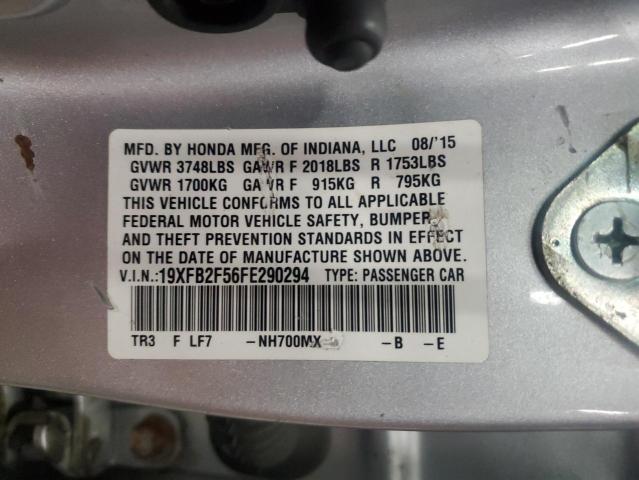 MFD. BY HONDA MFG. OF INDIANA, LLC 08/'15
GVWR 3748LBS GAWR F 2018LBS R 1753LBS
GVWR 1700KG GAWR F 915KG R 795KG
THIS VEHICLE CONFORMS TO ALL APPLICABLE
FEDERAL MOTOR VEHICLE SAFETY, BUMPER,
AND THEFT PREVENTION STANDARDS IN EFFECT
ON THE DATE OF MANUFACTURE SHOWN ABOVE.
V.I.N.:19XFB2F56FE290294 TYPE: PASSENGER CAR
TR3 F LF7 -NH700MX -B -E